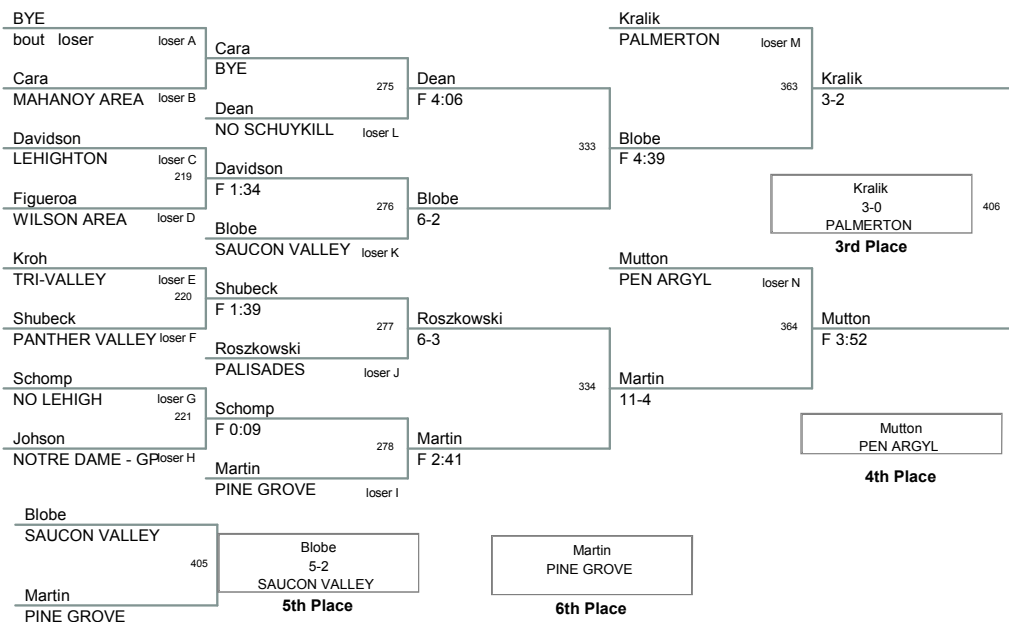 BYE
bout loser loser A
Cara
MAHANOY AREA loser B
Davidson
LEHIGHTON loser C
219
Figueroa
WILSON AREA loser D
Kroh
TRI-VALLEY loser E
220
Shubeck
PANTHER VALLEY loser F
Schomp
NO LEHIGH loser G
221
Johson
NOTRE DAME - GP loser H
Cara
BYE
275
Dean
NO SCHUYKILL loser L
Davidson
F 1:34
276
Blobe
SAUCON VALLEY loser K
Shubeck
F 1:39
277
Roszkowski
PALISADES loser J
Schomp
F 0:09
278
Martin
PINE GROVE loser I
Dean
F 4:06
333
Blobe
6-2
Roszkowski
6-3
334
Martin
F 2:41
Kralik
PALMERTON loser M
363
Blobe
F 4:39
Mutton
PEN ARGYL loser N
364
Martin
11-4
Kralik
3-2
Kralik
3-0
PALMERTON
406
3rd Place
Mutton
F 3:52
Mutton
PEN ARGYL
4th Place
Blobe
SAUCON VALLEY
405
Martin
PINE GROVE
Blobe
5-2
SAUCON VALLEY
5th Place
Martin
PINE GROVE
6th Place